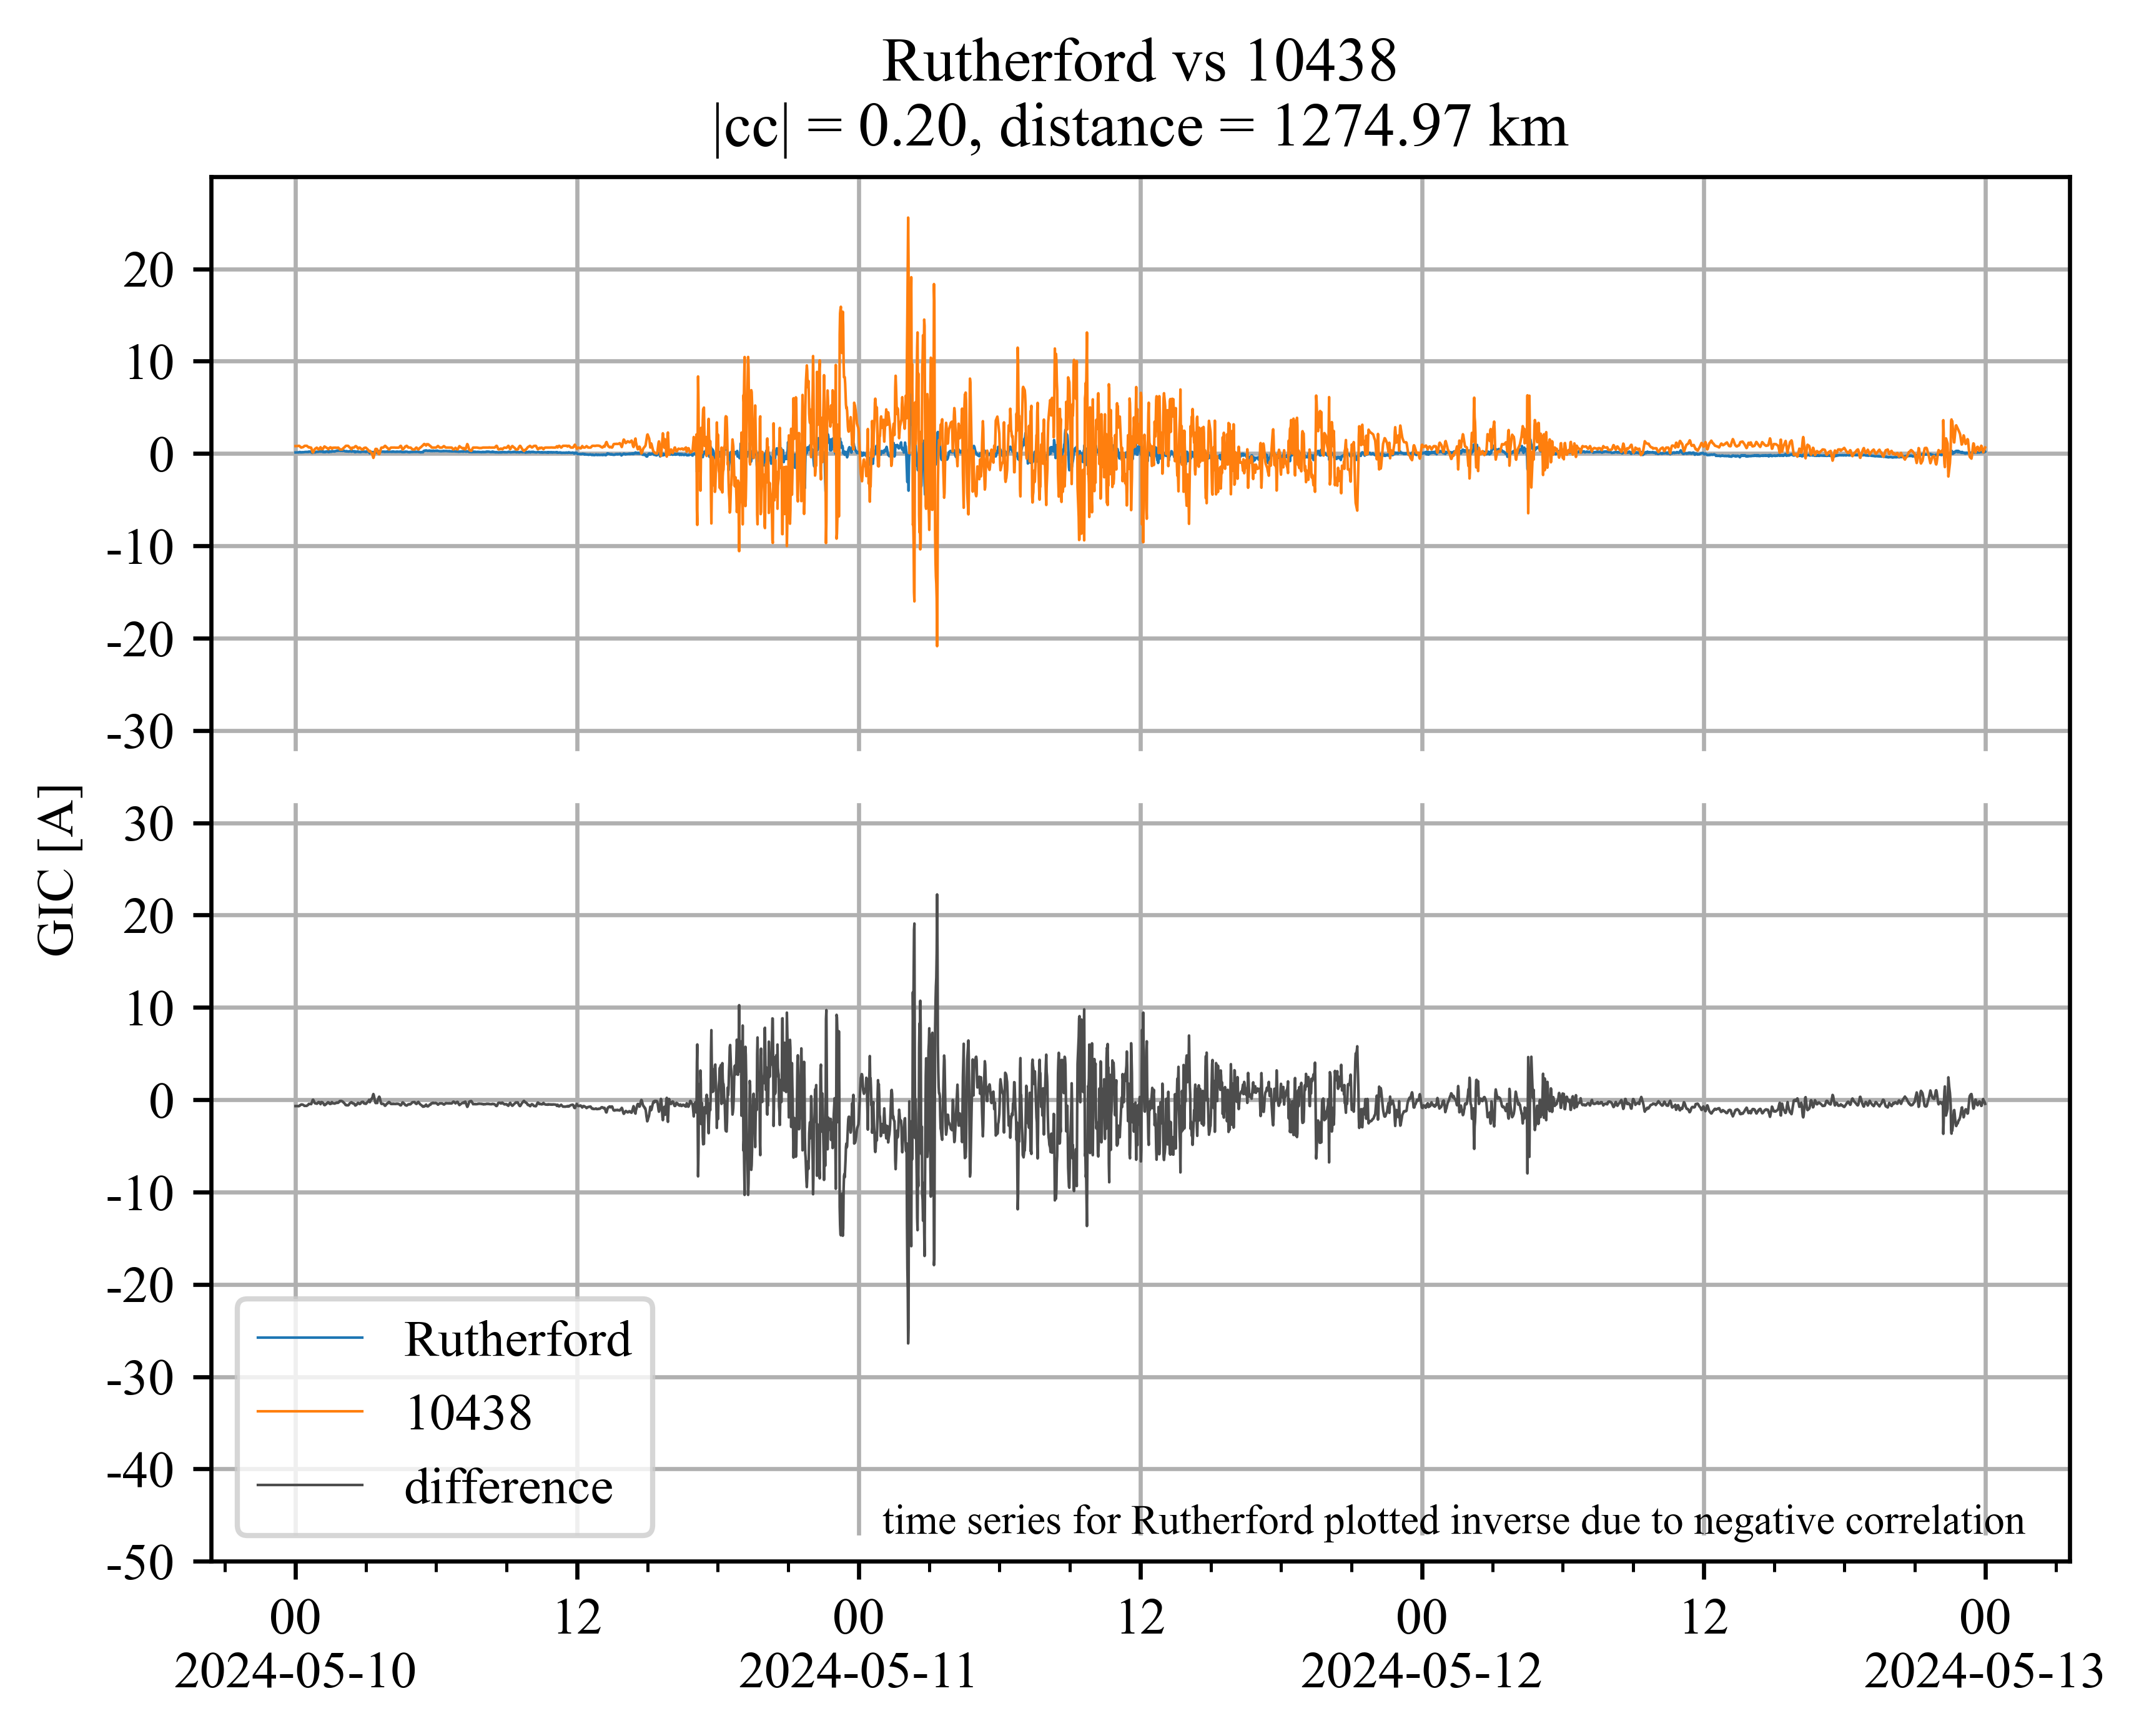 Rutherford vs 10438
|cc| = 0.20, distance = 1274.97 km
GIC [A]
20
10
0
-10
-20
-30
30
20
10
0
-10
-20
-30
-40
-50
Rutherford
10438
difference
time series for Rutherford plotted inverse due to negative correlation
00 12 00 12 00 12 00
2024-05-10 2024-05-11 2024-05-12 2024-05-13